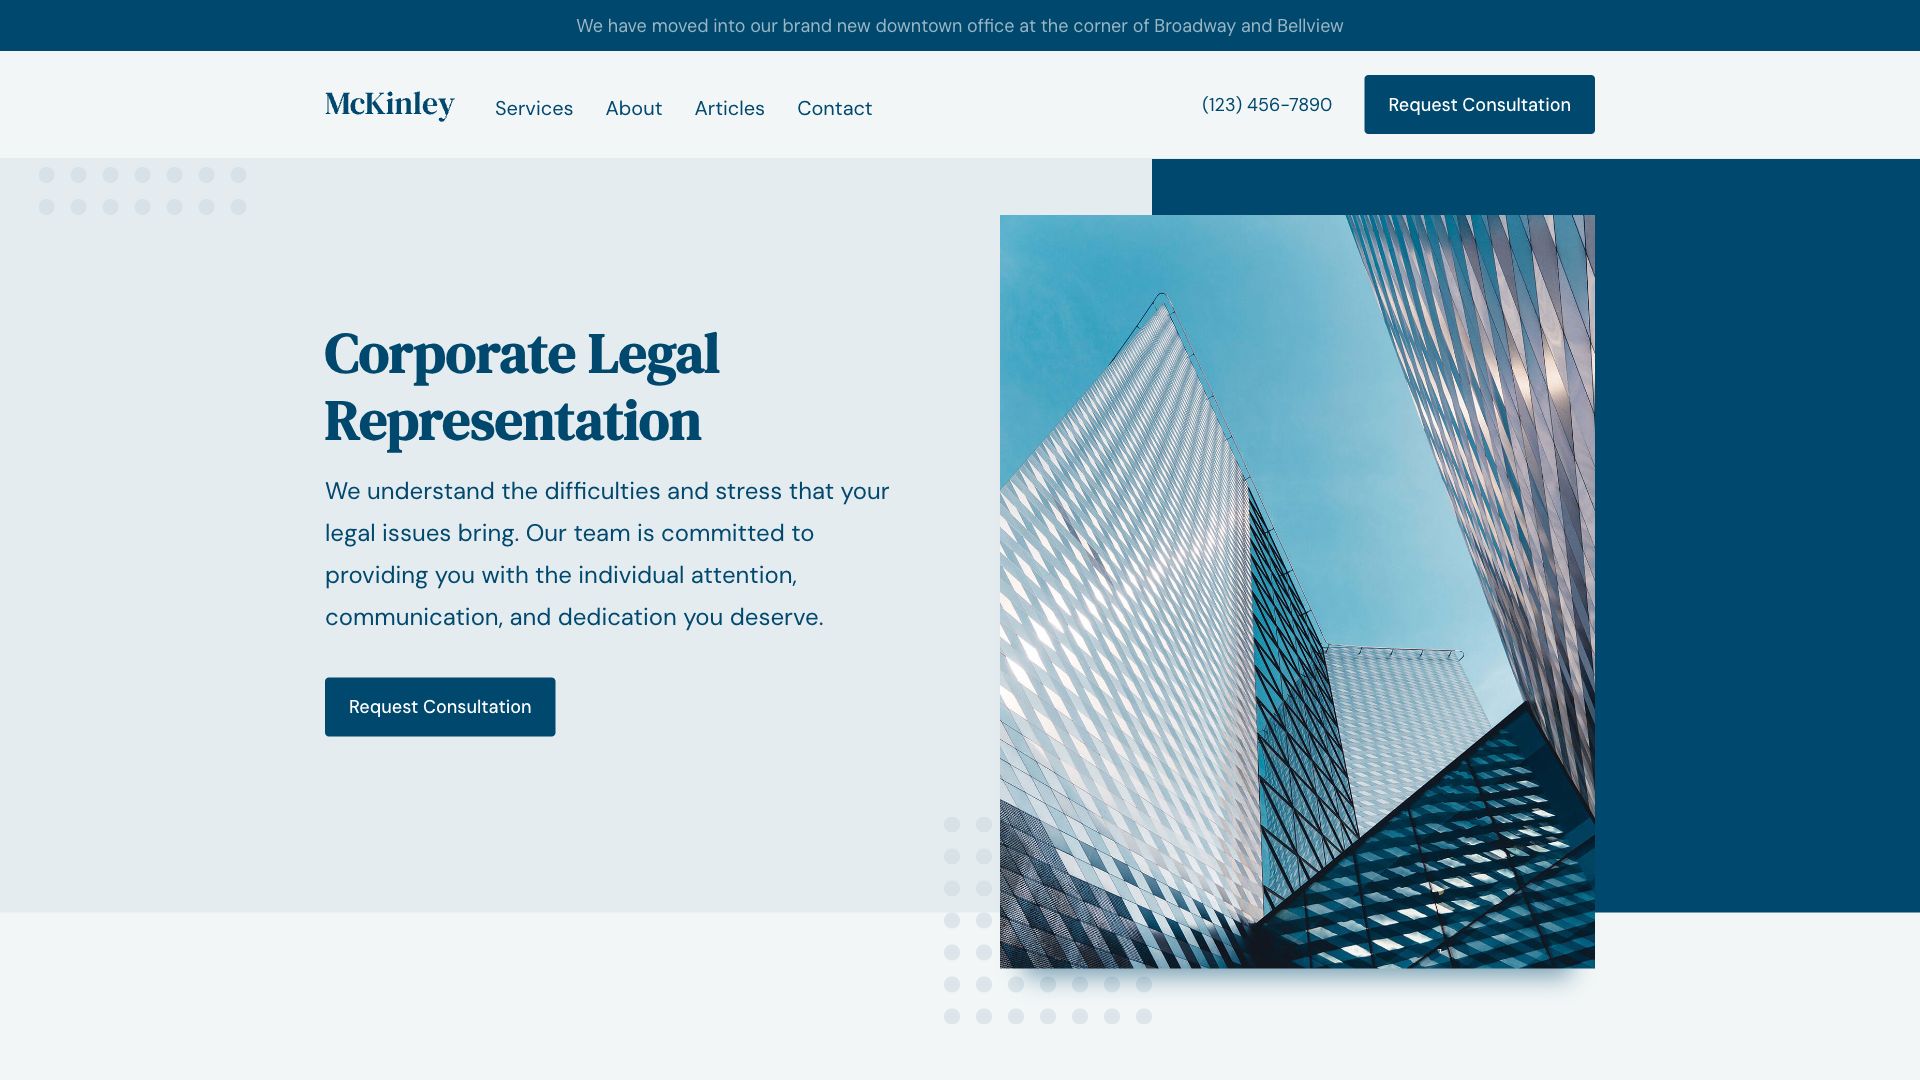 We have moved into our brand new downtown office at the corner of Broadway and Bellview
McKinley
Services
About
Articles
Contact
(123) 456-7890
Request Consultation
Corporate Legal
Representation
We understand the difficulties and stress that your
legal issues bring. Our team is committed to
providing you with the individual attention,
communication, and dedication you deserve.
Request Consultation